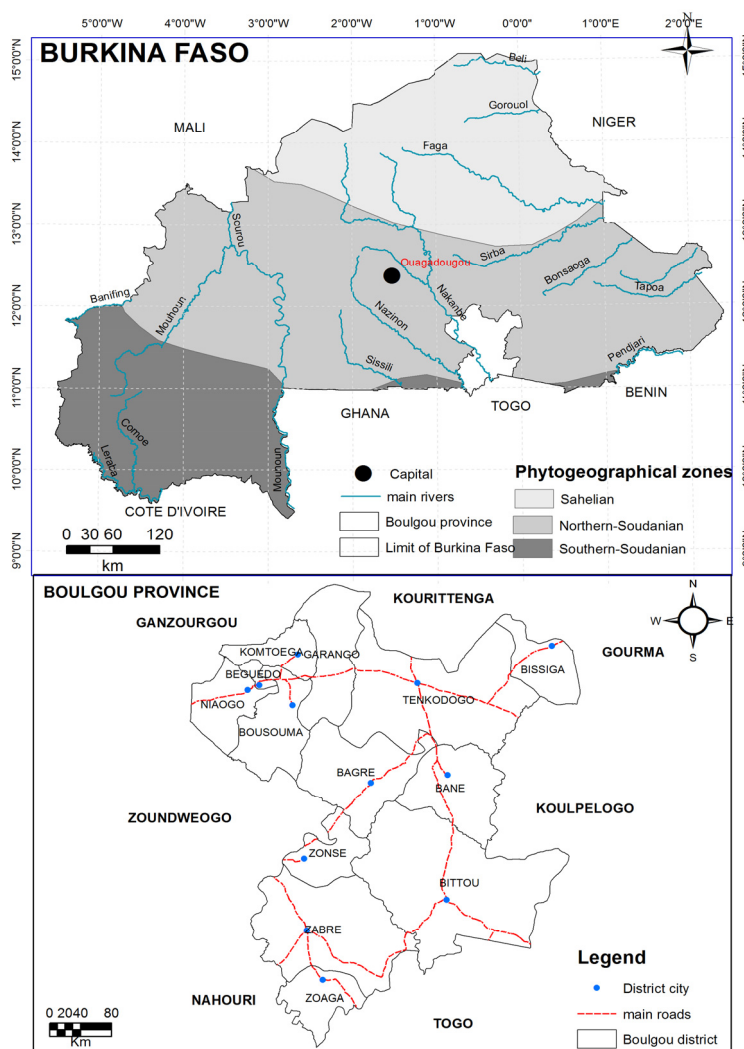 BURKINA FASO
N
5°0'0"W
4°0'0"W
3°0'0"W
2°0'0"W
1°0'0"W
0°0'0"
1°0'0"E
2°0'0"E
15°0'0"N
14°0'0"N
13°0'0"N
12°0'0"N
11°0'0"N
10°0'0"N
9°0'0"N
Beli
Gorouol
MALI
NIGER
Faga
Scurou
Sirba
Ouagadougou
Bonsaoga
Tapoa
Banifing
Mouhoun
Nazinon
Nakanbe
Sissili
Pendjari
GHANA
TOGO
BENIN
Comoe
Leraba
Mounoun
COTE D'IVOIRE
Capital
main rivers
Boulgou province
Limit of Burkina Faso
Phytogeographical zones
Sahelian
Northern-Soudanian
Southern-Soudanian
0 30 60 120
km
BOULGOU PROVINCE
KOURITTENGA
GANZOURGOU
N
W
E
S
GOURMA
KOMTOEGA
GARANGO
BISSIGA
BEGUEDO
NIAOGO
TENKODOGO
BOUSOUMA
BAGRE
BANE
ZOUNDWEOGO
KOULPELOGO
ZONSE
BITTOU
ZABRE
NAHOURI
ZOAGA
TOGO
0 2040 80
Km
Legend
District city
main roads
Boulgou district